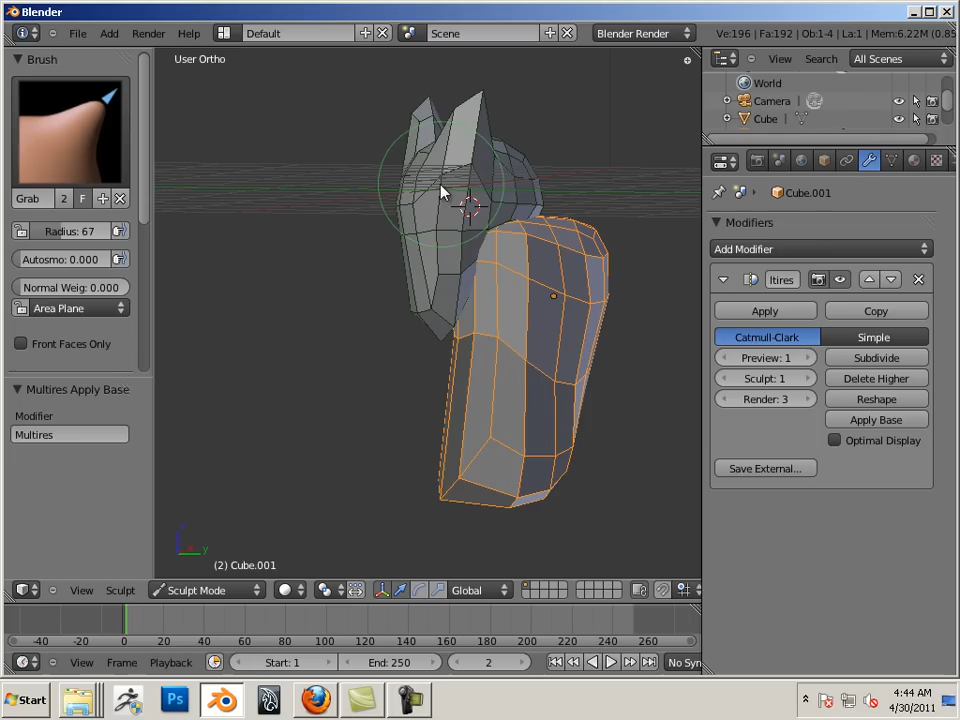 Blender
File Add Render Help Default Scene Blender Render Ve:196 | Fa:192 | Ob:1-4 | La:1 | Mem:6.22M (0.85
Brush
User Ortho
View Search All Scenes
World
Camera
Cube
Grab 2 F
Cube.001
Radius: 67
Modifiers
Autosmo: 0.000
Add Modifier
Normal Weig: 0.000
ltires
Area Plane
Apply Copy
Front Faces Only
Catmull-Clark Simple
Preview: 1 Subdivide
Sculpt: 1 Delete Higher
Multires Apply Base
Render: 3 Reshape
Modifier
Apply Base
Multires
Optimal Display
Save External...
z
y
(2) Cube.001
View Sculpt Sculpt Mode Global
-40 -20 0 20 40 60 80 100 120 140 160 180 200 220 240 260
View Frame Playback Start: 1 End: 250 2 No Syn
Start Ps 4:44 AM
4/30/2011